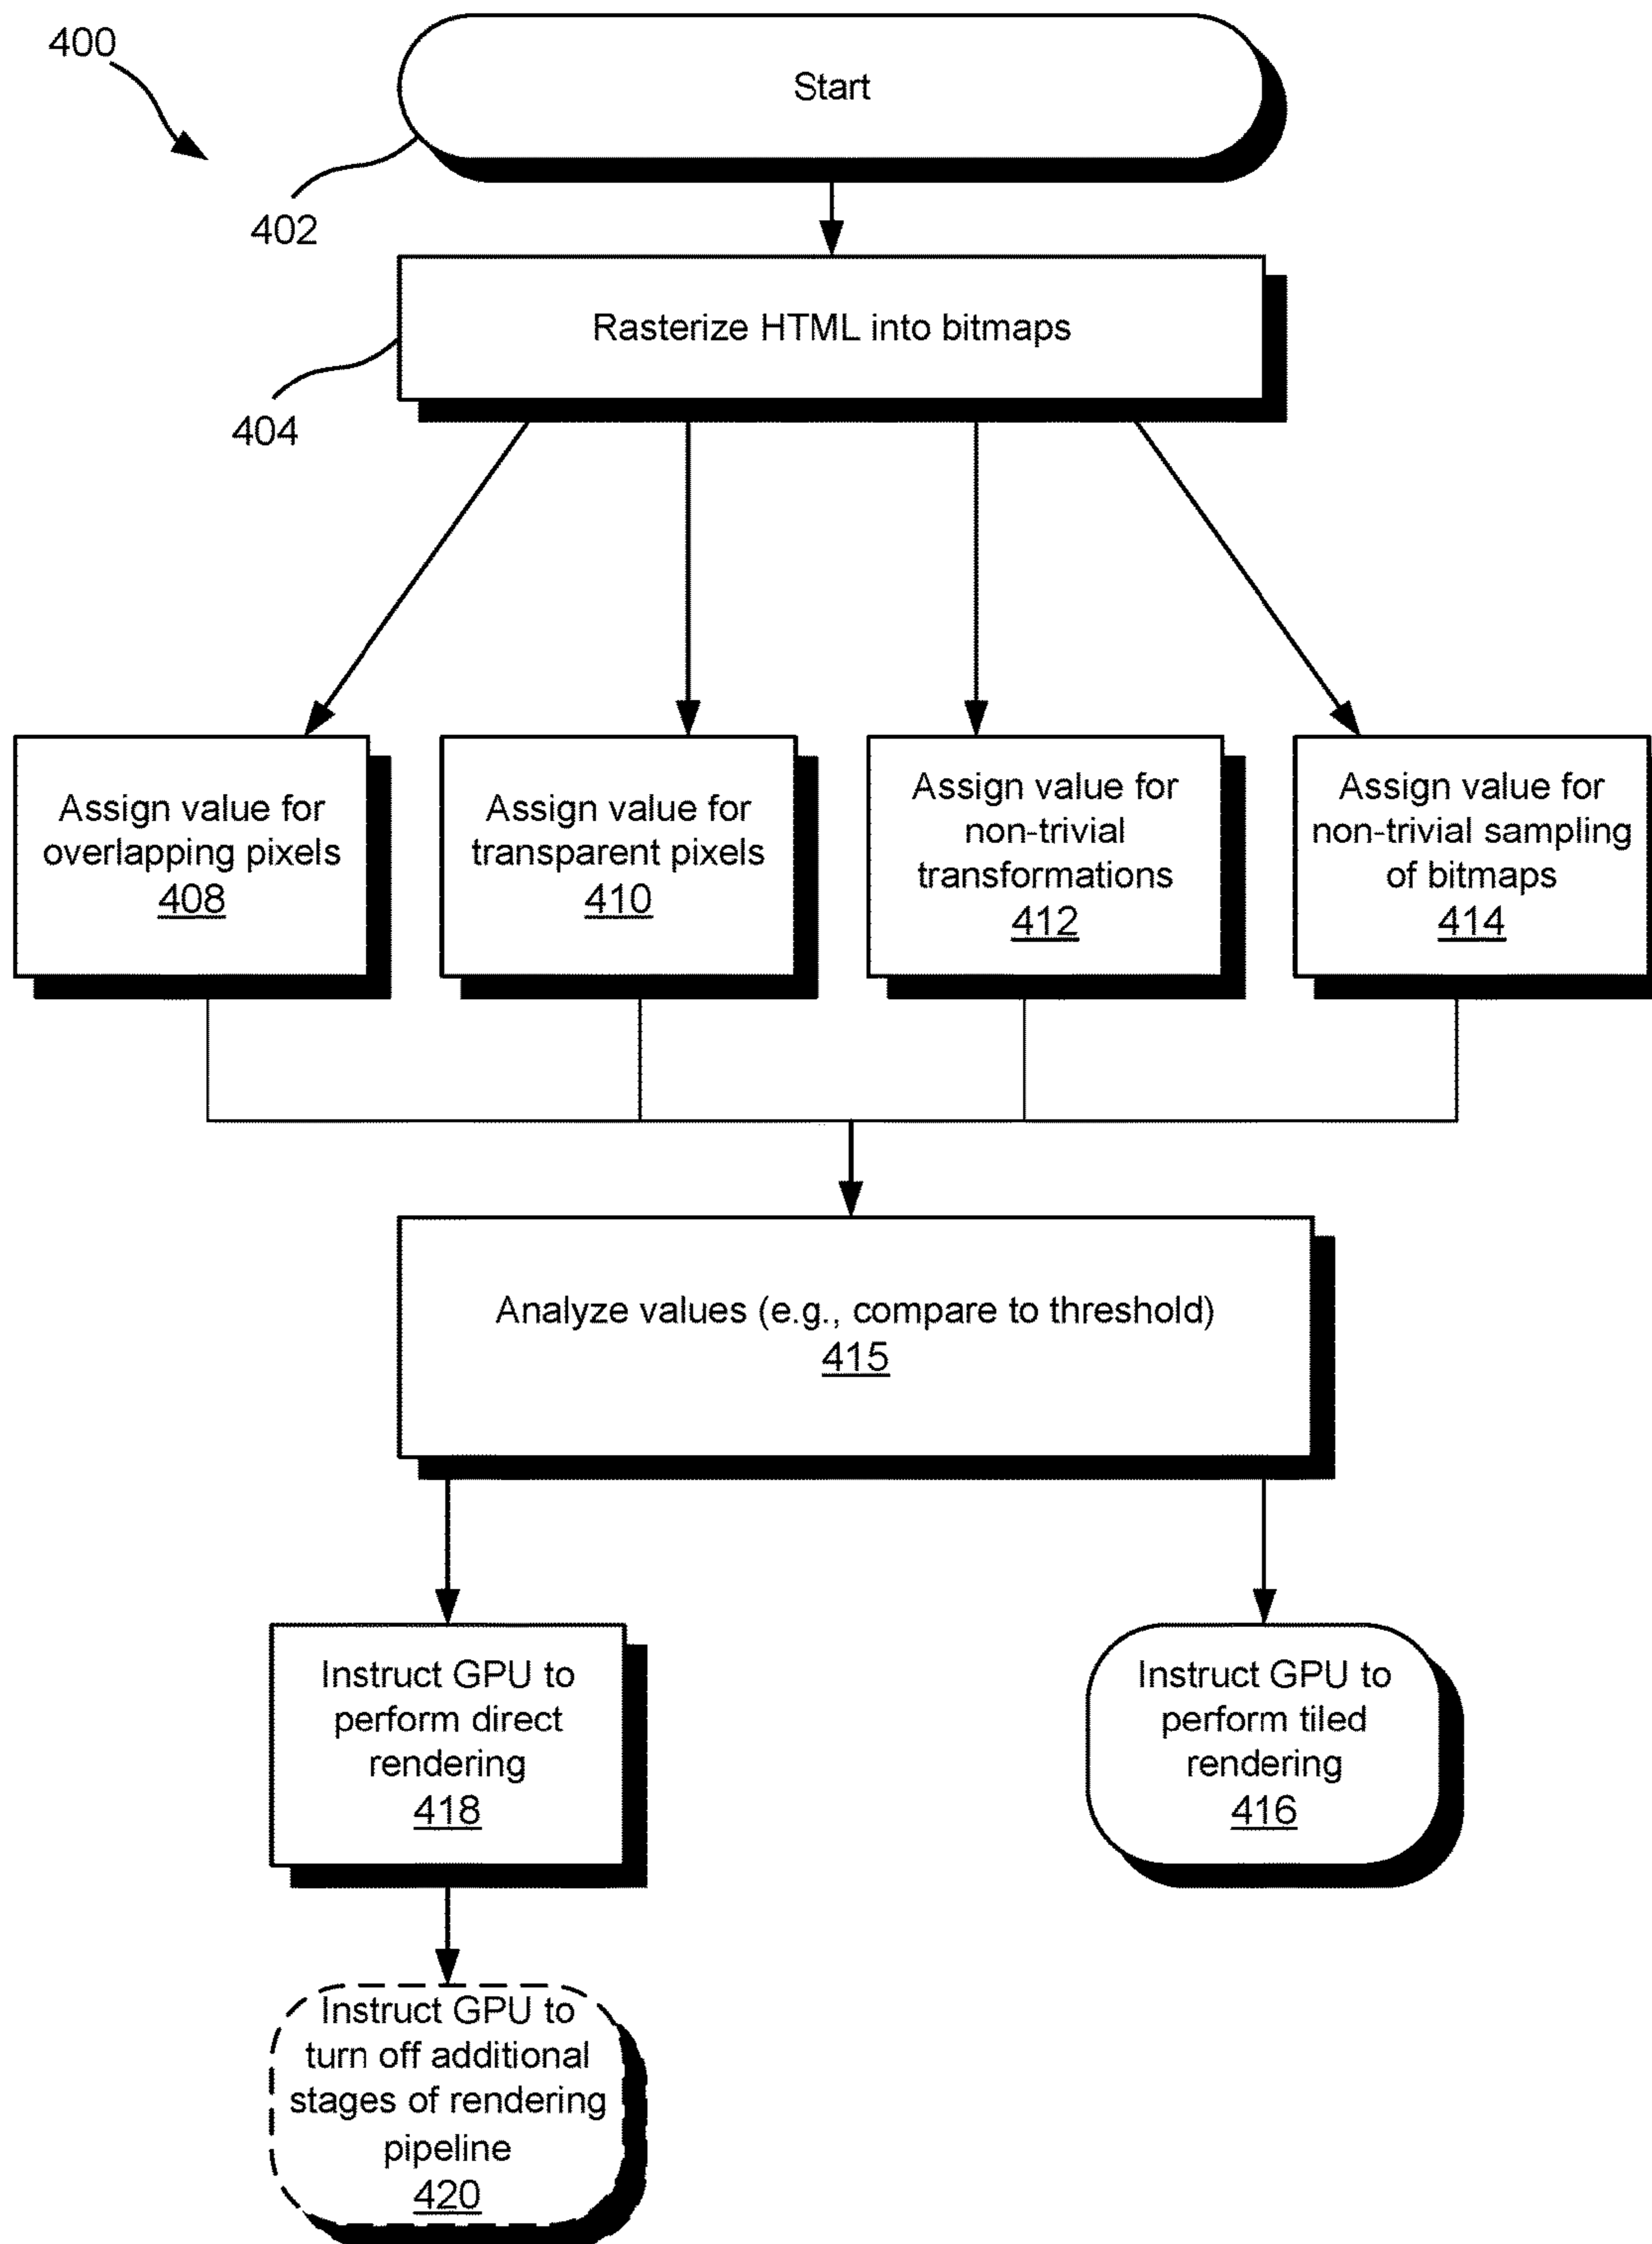 400
Start
402
Rasterize HTML into bitmaps
404
Assign value for
overlapping pixels
408
Assign value for
transparent pixels
410
Assign value for
non-trivial
transformations
412
Assign value for
non-trivial sampling
of bitmaps
414
Analyze values (e.g., compare to threshold)
415
Instruct GPU to
perform direct
rendering
418
Instruct GPU to
perform tiled
rendering
416
Instruct GPU to
turn off additional
stages of rendering
pipeline
420